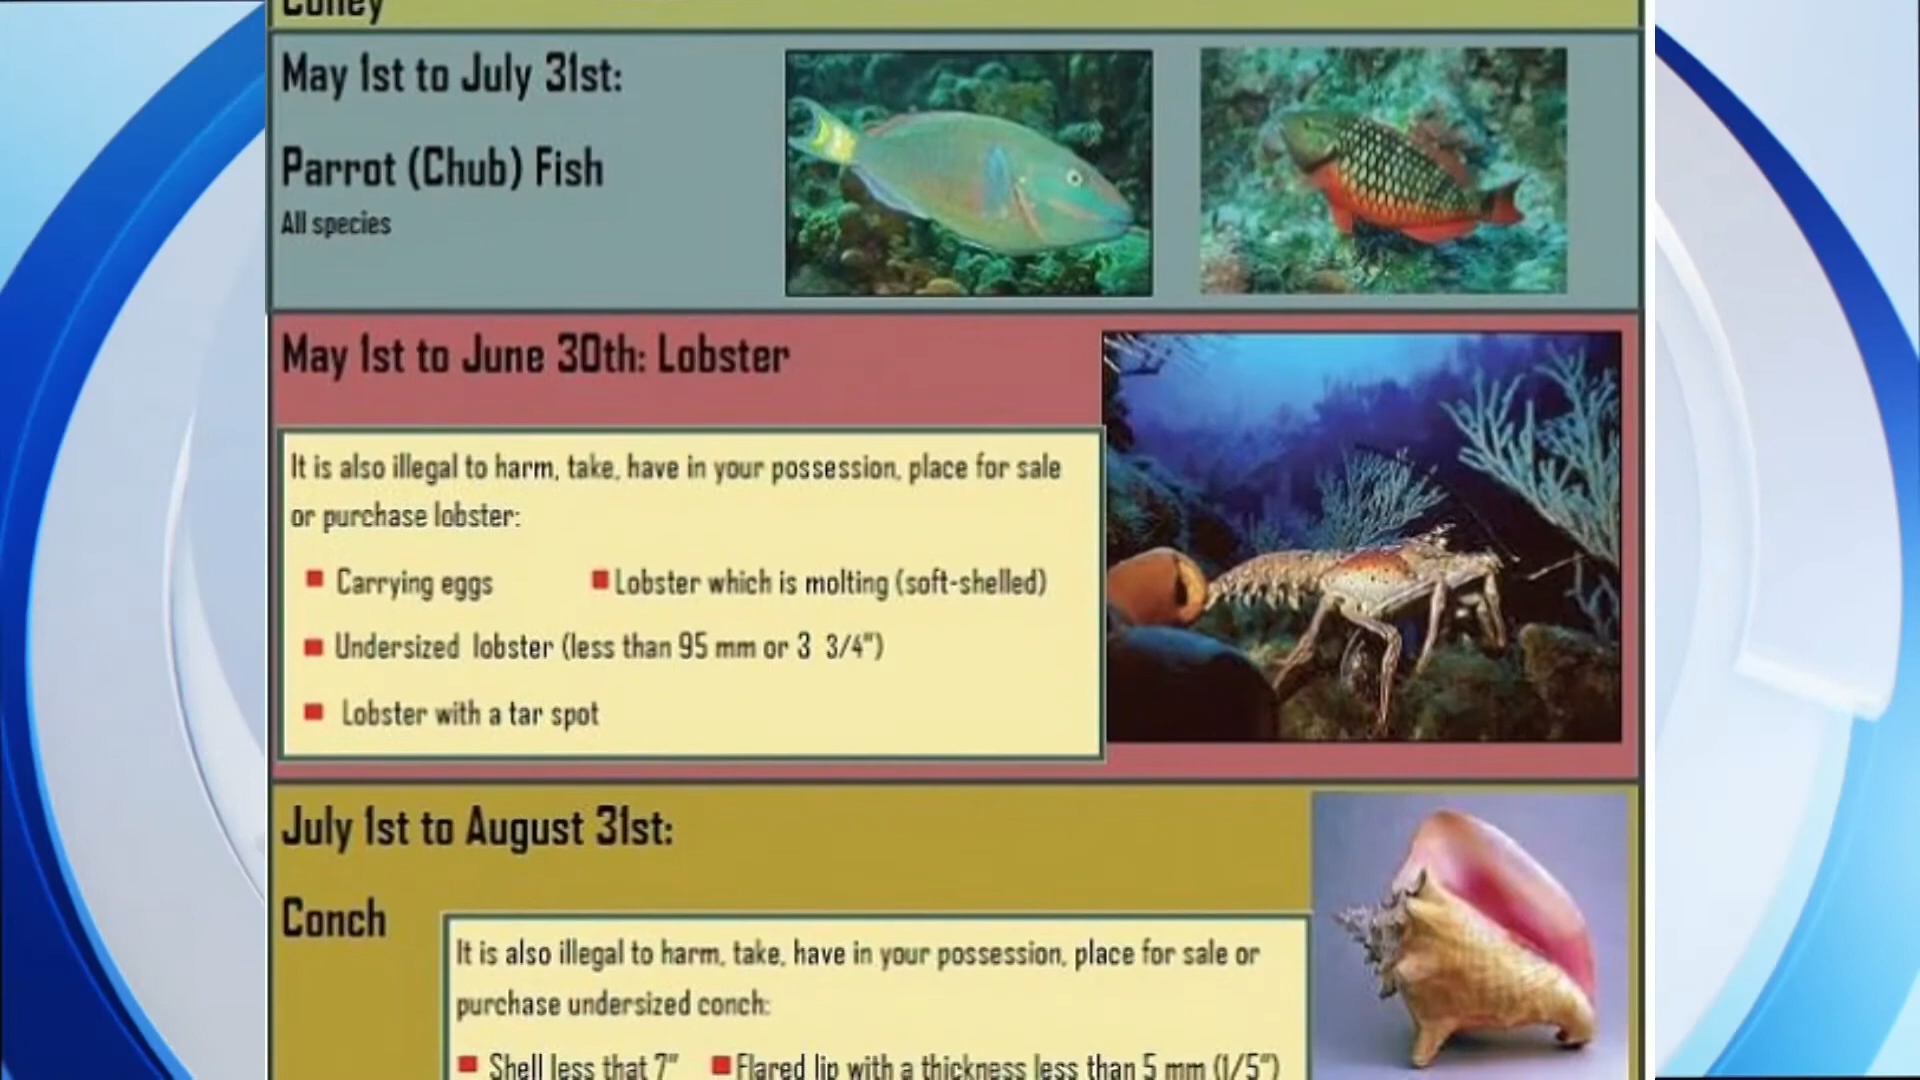 Coney
May 1st to July 31st:
Parrot (Chub) Fish
All species
May 1st to June 30th: Lobster
It is also illegal to harm, take, have in your possession, place for sale
or purchase lobster:
Carrying eggs
Lobster which is molting (soft-shelled)
Undersized lobster (less than 95 mm or 3 3/4")
Lobster with a tar spot
July 1st to August 31st:
Conch
It is also illegal to harm, take, have in your possession, place for sale or
purchase undersized conch:
Shell less that 7"
Flared lip with a thickness less than 5 mm (1/5")